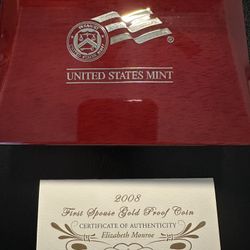 UNITED STATES MINT
2008
First Spouse Gold Proof Coin
CERTIFICATE OF AUTHENTICITY
Elizabeth Monroe